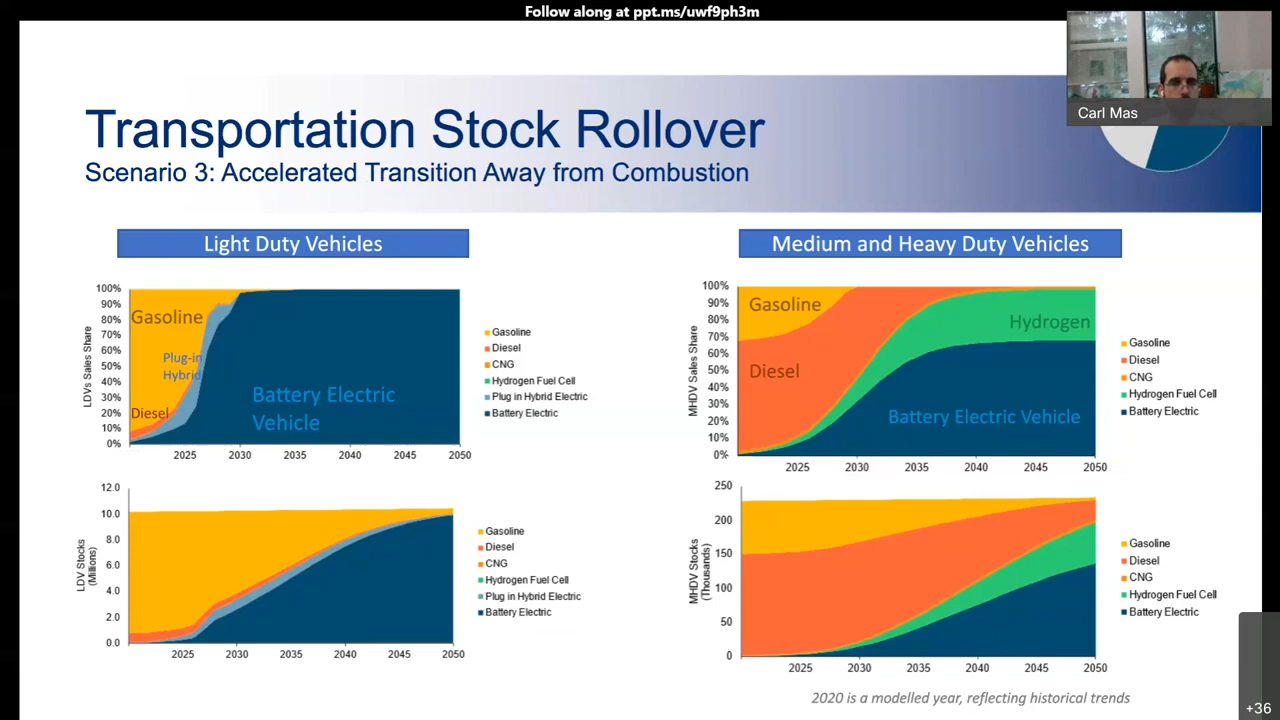 Follow along at ppt.ms/uwf9ph3m
Carl Mas
Transportation Stock Rollover
Scenario 3: Accelerated Transition Away from Combustion
Light Duty Vehicles
LDVs Sales Share
100%
90%
80%
70%
60%
50%
40%
30%
20%
10%
0%
Gasoline
Plug-in
Hybrid
Diesel
Battery Electric
Vehicle
2025
2030
2035
2040
2045
2050
Gasoline
Diesel
CNG
Hydrogen Fuel Cell
Plug in Hybrid Electric
Battery Electric
Medium and Heavy Duty Vehicles
MHDV Sales Share
100%
90%
80%
70%
60%
50%
40%
30%
20%
10%
0%
Gasoline
Hydrogen
Diesel
Battery Electric Vehicle
2025
2030
2035
2040
2045
2050
Gasoline
Diesel
CNG
Hydrogen Fuel Cell
Battery Electric
LDV Stocks
(Millions)
12.0
10.0
8.0
6.0
4.0
2.0
0.0
2025
2030
2035
2040
2045
2050
Gasoline
Diesel
CNG
Hydrogen Fuel Cell
Plug in Hybrid Electric
Battery Electric
MHDV Stocks
(Thousands)
250
200
150
100
50
0
2025
2030
2035
2040
2045
2050
Gasoline
Diesel
CNG
Hydrogen Fuel Cell
Battery Electric
2020 is a modelled year, reflecting historical trends
+36